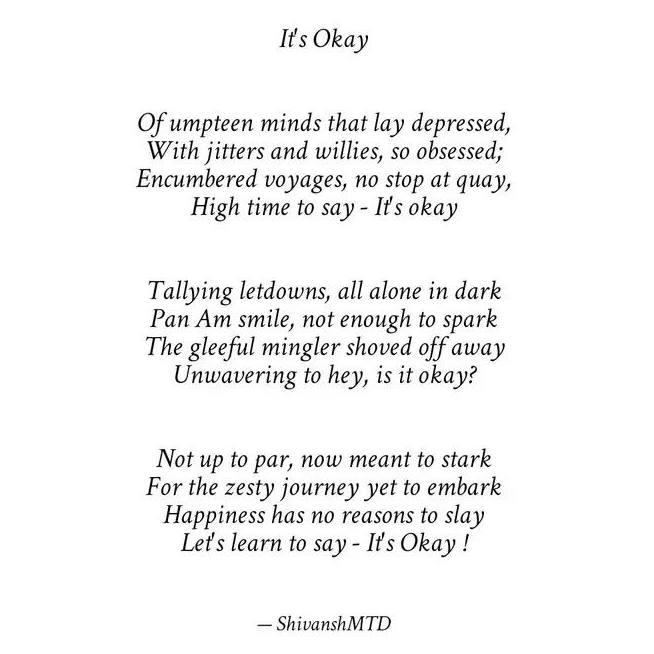 It's Okay
Of umpteen minds that lay depressed,
With jitters and willies, so obsessed;
Encumbered voyages, no stop at quay,
High time to say - It's okay
Tallying letdowns, all alone in dark
Pan Am smile, not enough to spark
The gleeful mingler shoved off away
Unwavering to hey, is it okay?
Not up to par, now meant to stark
For the zesty journey yet to embark
Happiness has no reasons to slay
Let's learn to say - It's Okay !
— ShivanshMTD